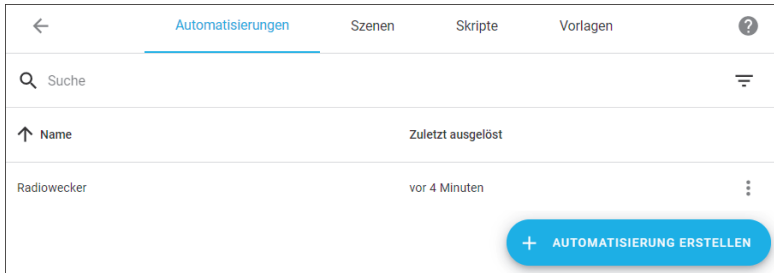 Automatisierungen Szenen Skripte Vorlagen
Suche
Name Zuletzt ausgelöst
Radiowecker vor 4 Minuten
AUTOMATISIERUNG ERSTELLEN